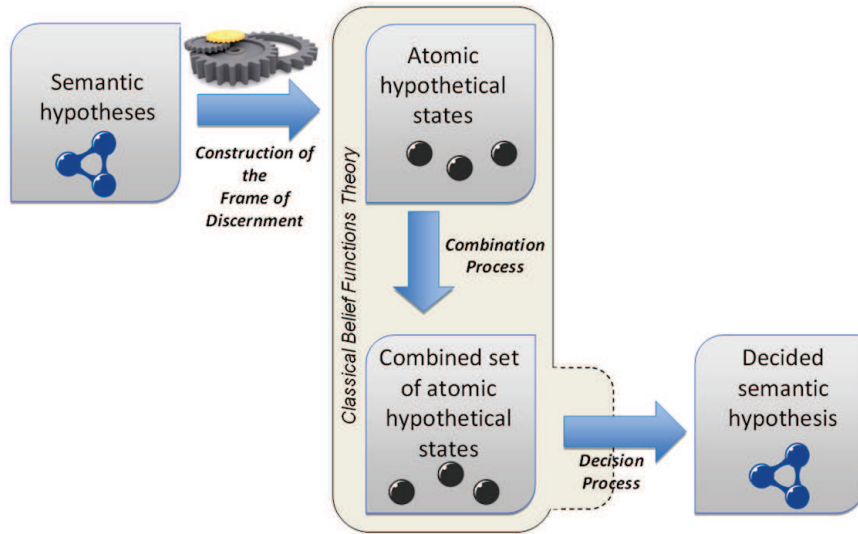 Semantic
hypotheses
Construction of
the
Frame of
Discernment
Classical Belief Functions Theory
Atomic
hypothetical
states
Combination
Process
Combined set
of atomic
hypothetical
states
Decision
Process
Decided
semantic
hypothesis